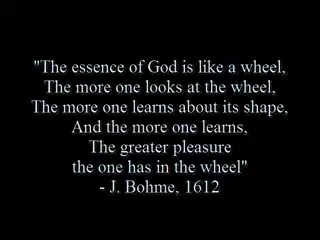 "The essence of God is like a wheel,
The more one looks at the wheel,
The more one learns about its shape,
And the more one learns,
The greater pleasure
the one has in the wheel"
- J. Bohme, 1612